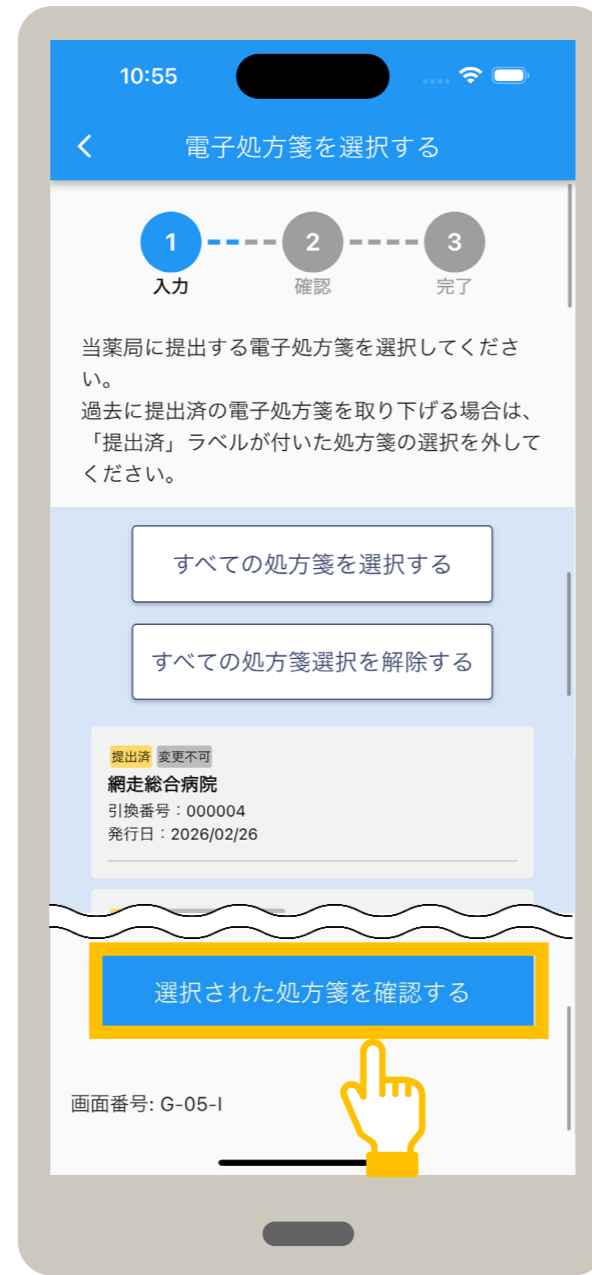 10:55
電子処方箋を選択する
1
2
3
入力
確認
完了
当薬局に提出する電子処方箋を選択してくださ
い。
過去に提出済の電子処方箋を取り下げる場合は、
「提出済」ラベルが付いた処方箋の選択を外して
ください。
すべての処方箋を選択する
すべての処方箋選択を解除する
提出済 変更不可
網走総合病院
引換番号：000004
発行日：2026/02/26
選択された処方箋を確認する
画面番号: G-05-I